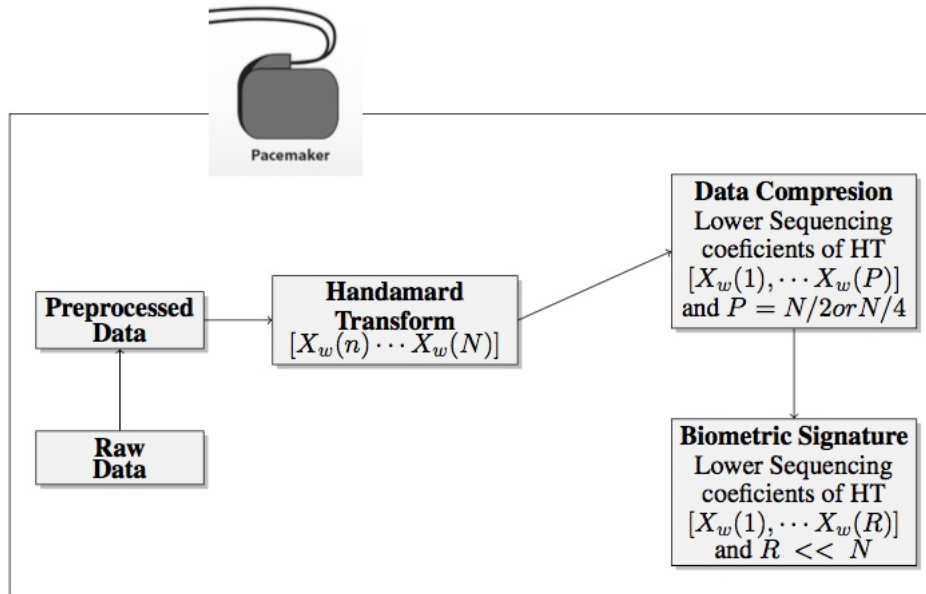 Pacemaker
Raw
Data
Preprocessed
Data
Handamard
Transform
[X_w(n) ⋯ X_w(N)]
Data Compresion
Lower Sequencing
coeficients of HT
[X_w(1), ⋯ X_w(P)]
and P = N/2orN/4
Biometric Signature
Lower Sequencing
coeficients of HT
[X_w(1), ⋯ X_w(R)]
and R << N